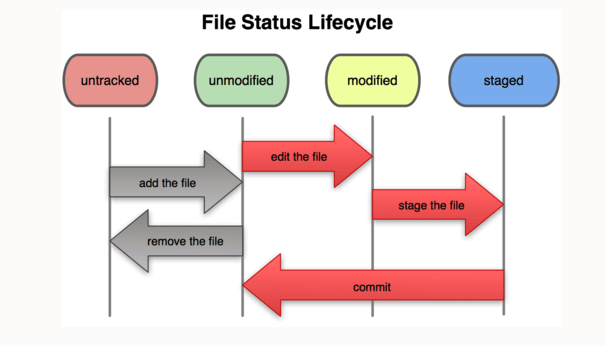 File Status Lifecycle
untracked
unmodified
modified
staged
edit the file
add the file
stage the file
remove the file
commit